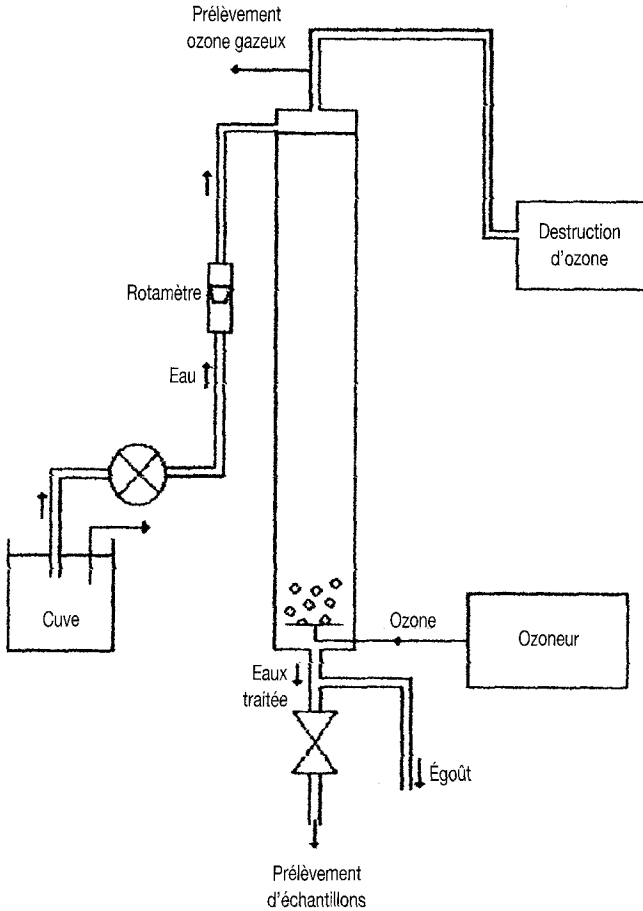 Prélèvement
ozone gazeux
Destruction
d'ozone
Rotamètre
Eau
Cuve
Ozone
Ozoneur
Eaux
traitée
Égoût
Prélèvement
d'échantillons